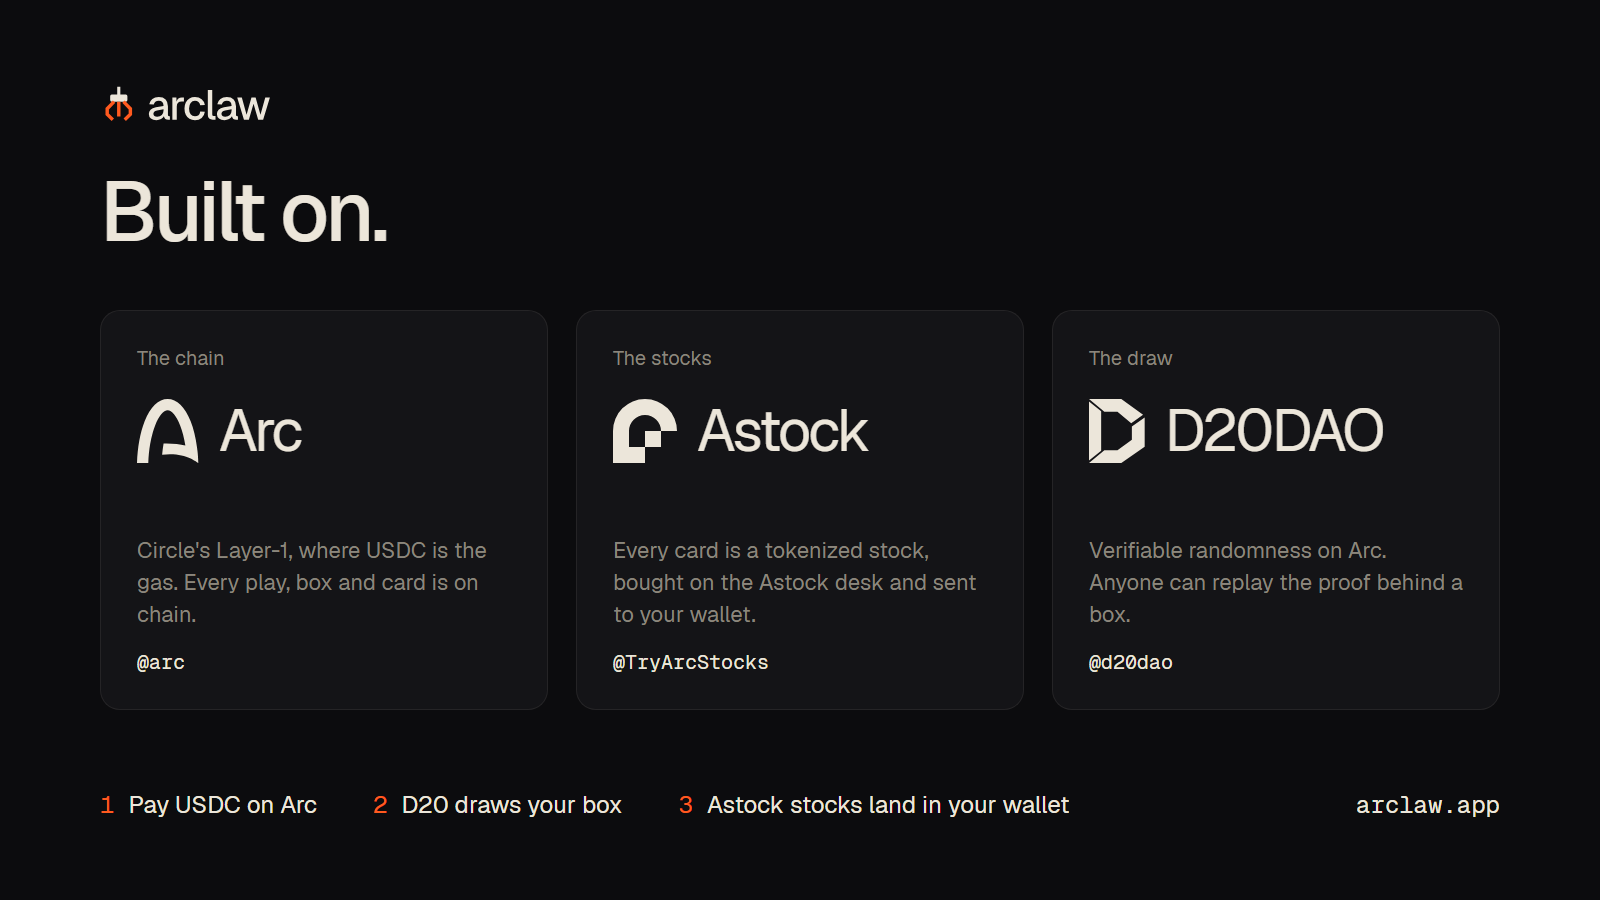 arclaw
Built on.
The chain
Arc
Circle's Layer-1, where USDC is the
gas. Every play, box and card is on
chain.
@arc
The stocks
Astock
Every card is a tokenized stock,
bought on the Astock desk and sent
to your wallet.
@TryArcStocks
The draw
D20DAO
Verifiable randomness on Arc.
Anyone can replay the proof behind a
box.
@d20dao
1 Pay USDC on Arc
2 D20 draws your box
3 Astock stocks land in your wallet
arclaw.app